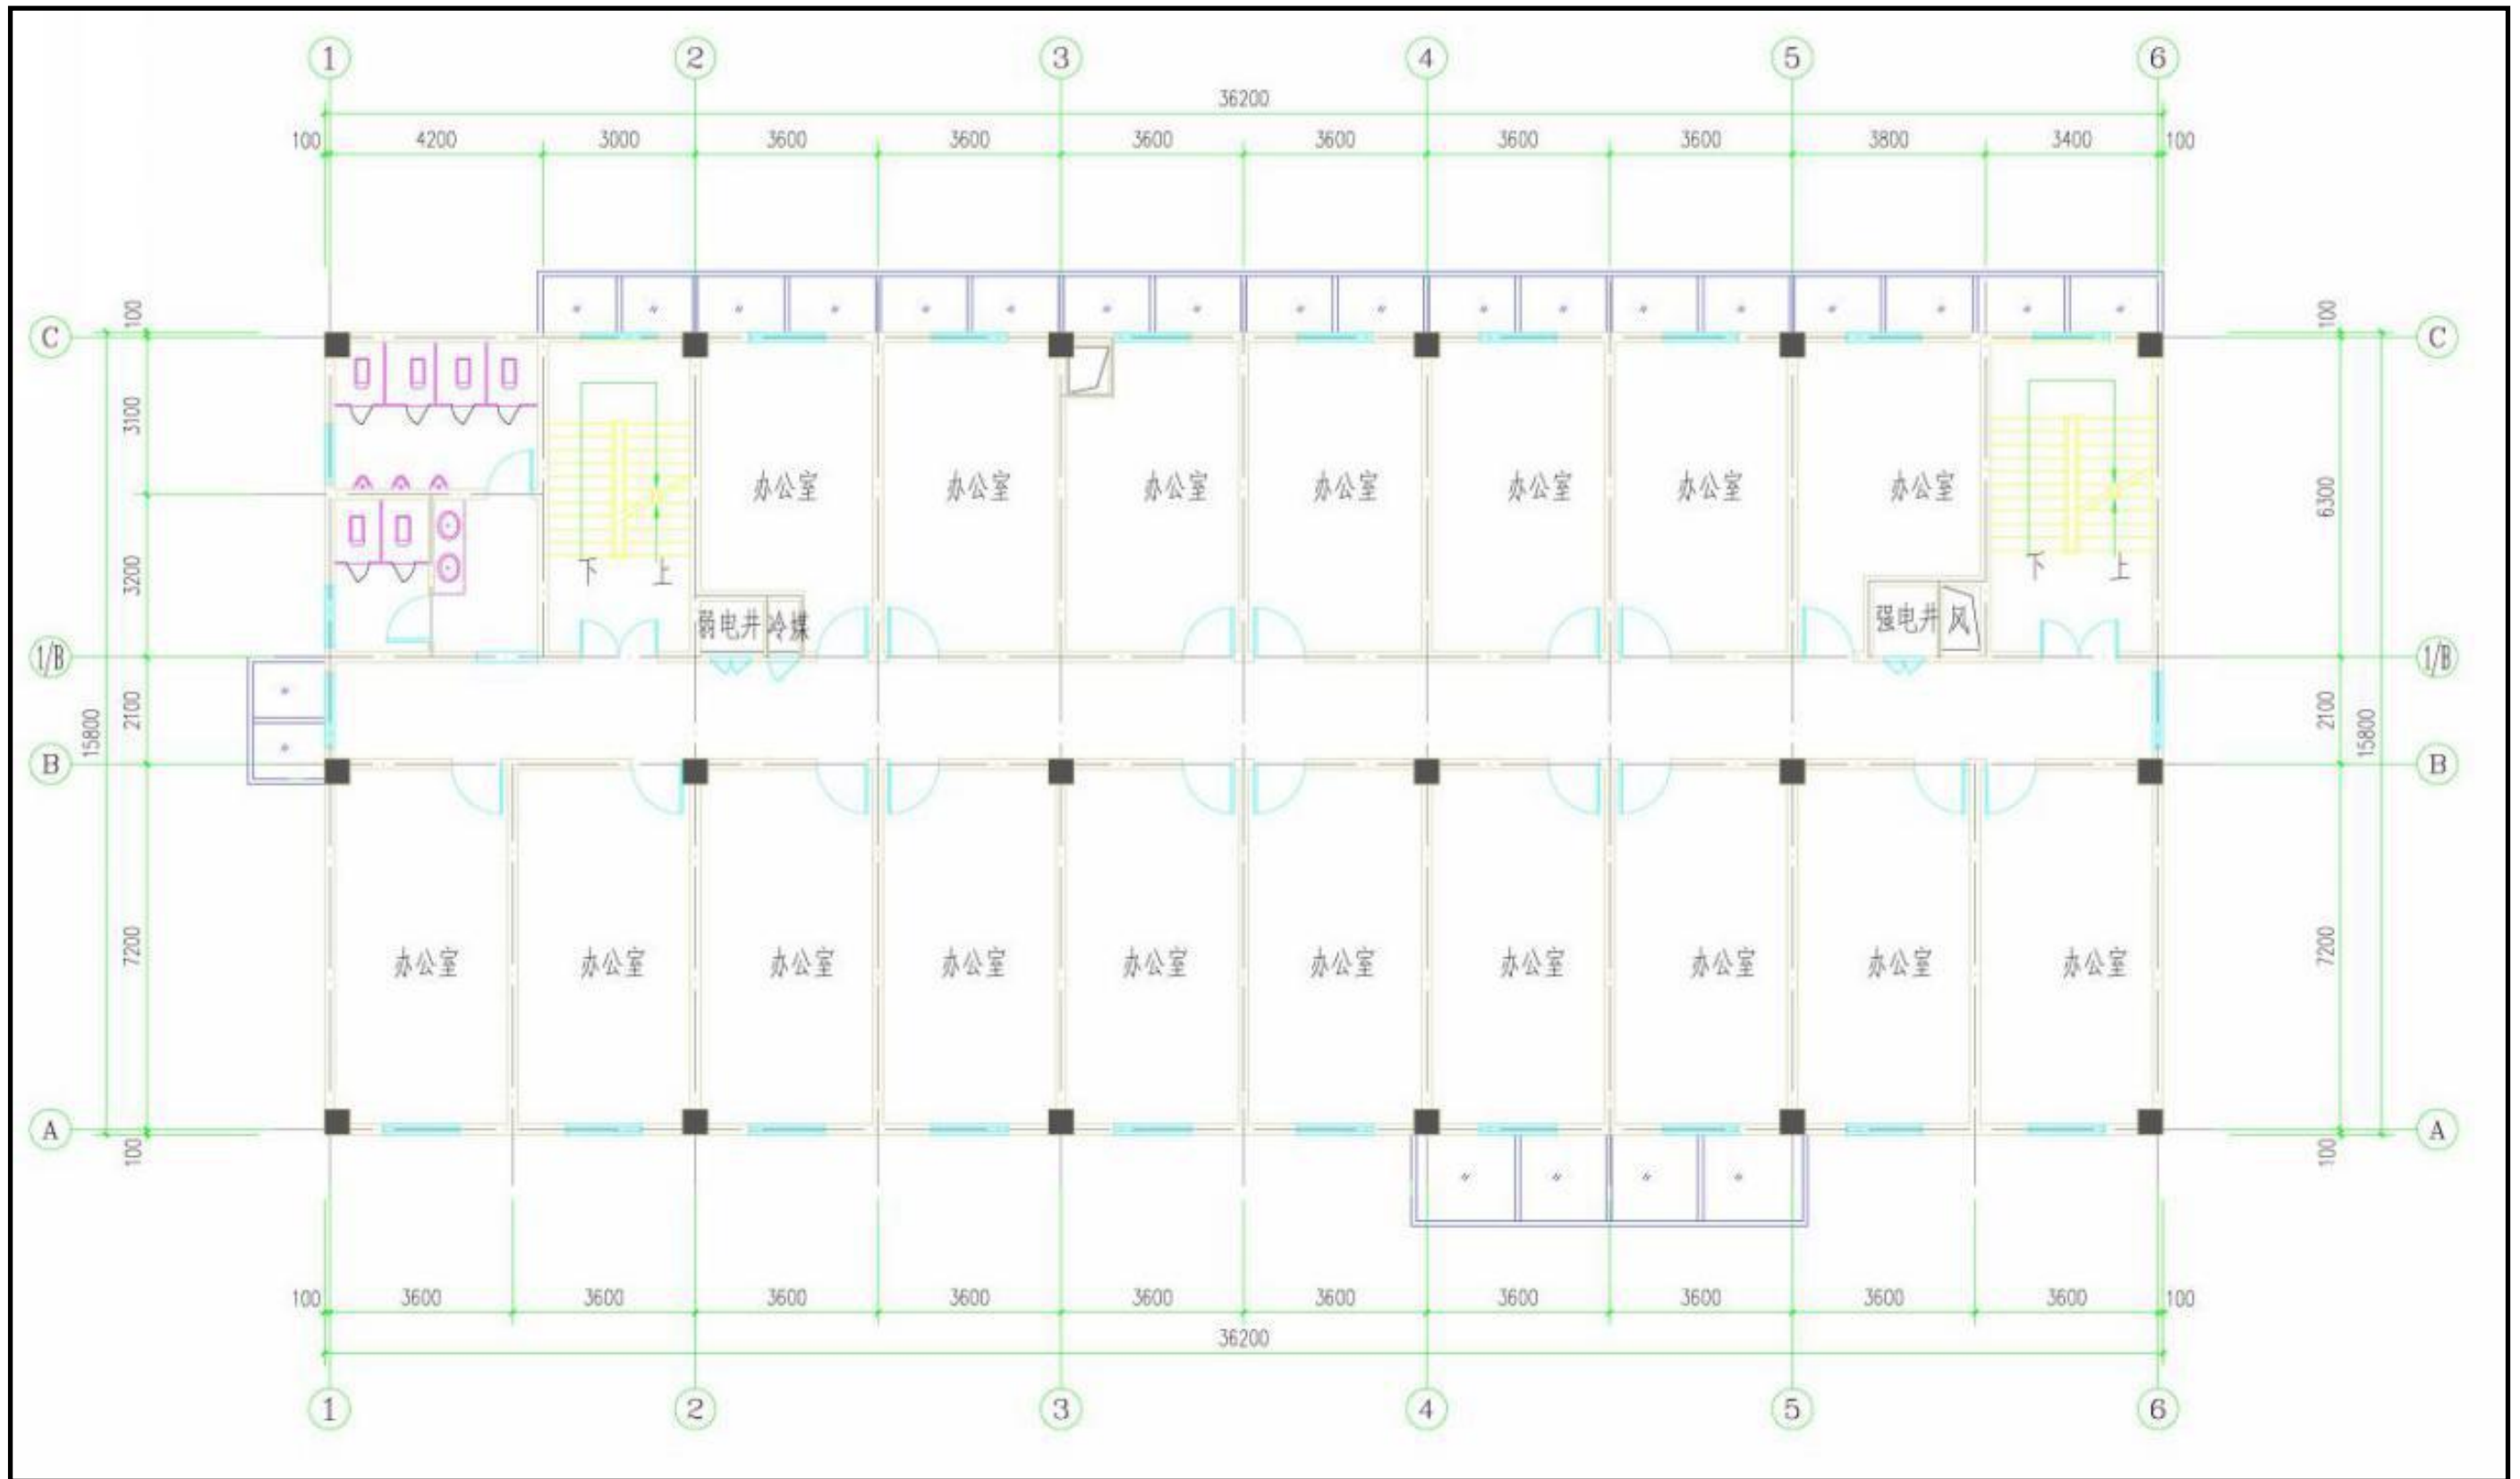 1 2 3 4 5 6
36200
100 4200 3000 3600 3600 3600 3600 3600 3600 3800 3400 100
100 100
C C
3100
办公室 办公室 办公室 办公室 办公室 办公室 办公室
6300
3200
下 上 下 上
弱电井 冷媒 强电井 风
1/B 1/B
2100 2100
15800 15800
B B
7200 7200
办公室 办公室 办公室 办公室 办公室 办公室 办公室 办公室 办公室 办公室
A A
100 100
100 3600 3600 3600 3600 3600 3600 3600 3600 3600 3600 100
36200
1 2 3 4 5 6